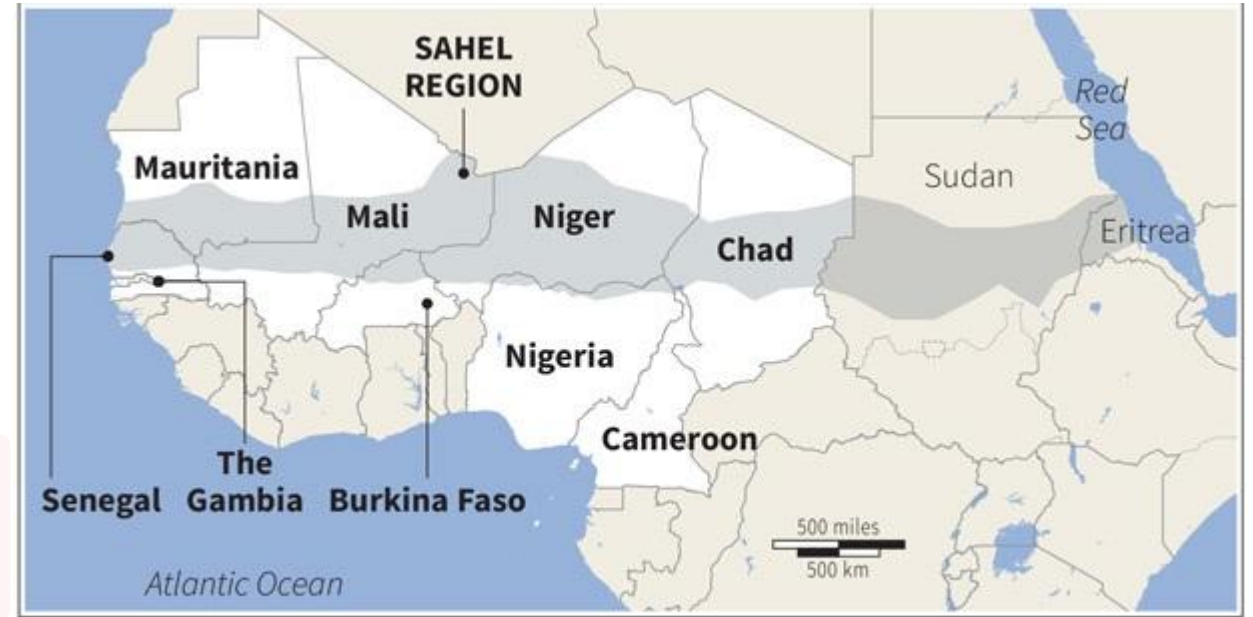 SAHEL
REGION
Red
Sea
Mauritania
Sudan
Mali
Niger
Eritrea
Chad
Nigeria
Cameroon
The
Senegal
Gambia
Burkina Faso
500 miles
500 km
Atlantic Ocean